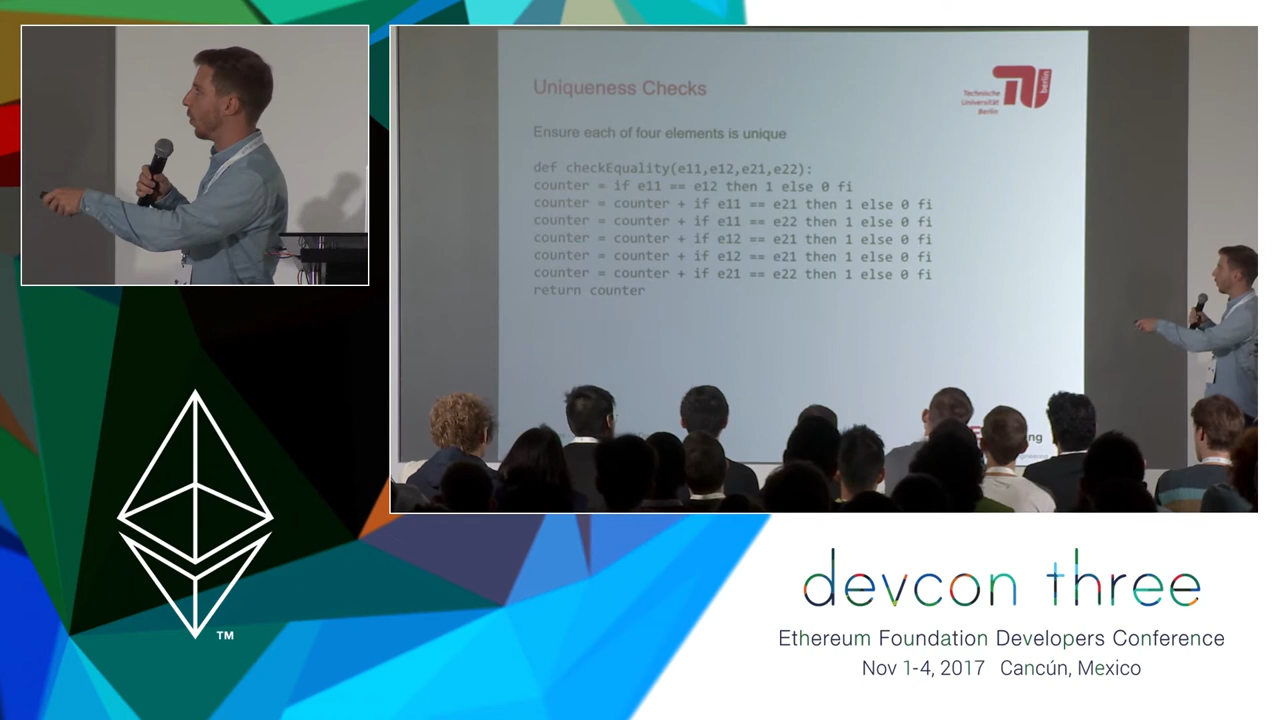 Uniqueness Checks
Technische
Universität
Berlin
berlin
Ensure each of four elements is unique
def checkEquality(e11,e12,e21,e22):
counter = if e11 == e12 then 1 else 0 fi
counter = counter + if e11 == e21 then 1 else 0 fi
counter = counter + if e11 == e22 then 1 else 0 fi
counter = counter + if e12 == e21 then 1 else 0 fi
counter = counter + if e12 == e22 then 1 else 0 fi
counter = counter + if e21 == e22 then 1 else 0 fi
return counter
TM
devcon three
Ethereum Foundation Developers Conference
Nov 1-4, 2017 Cancún, Mexico